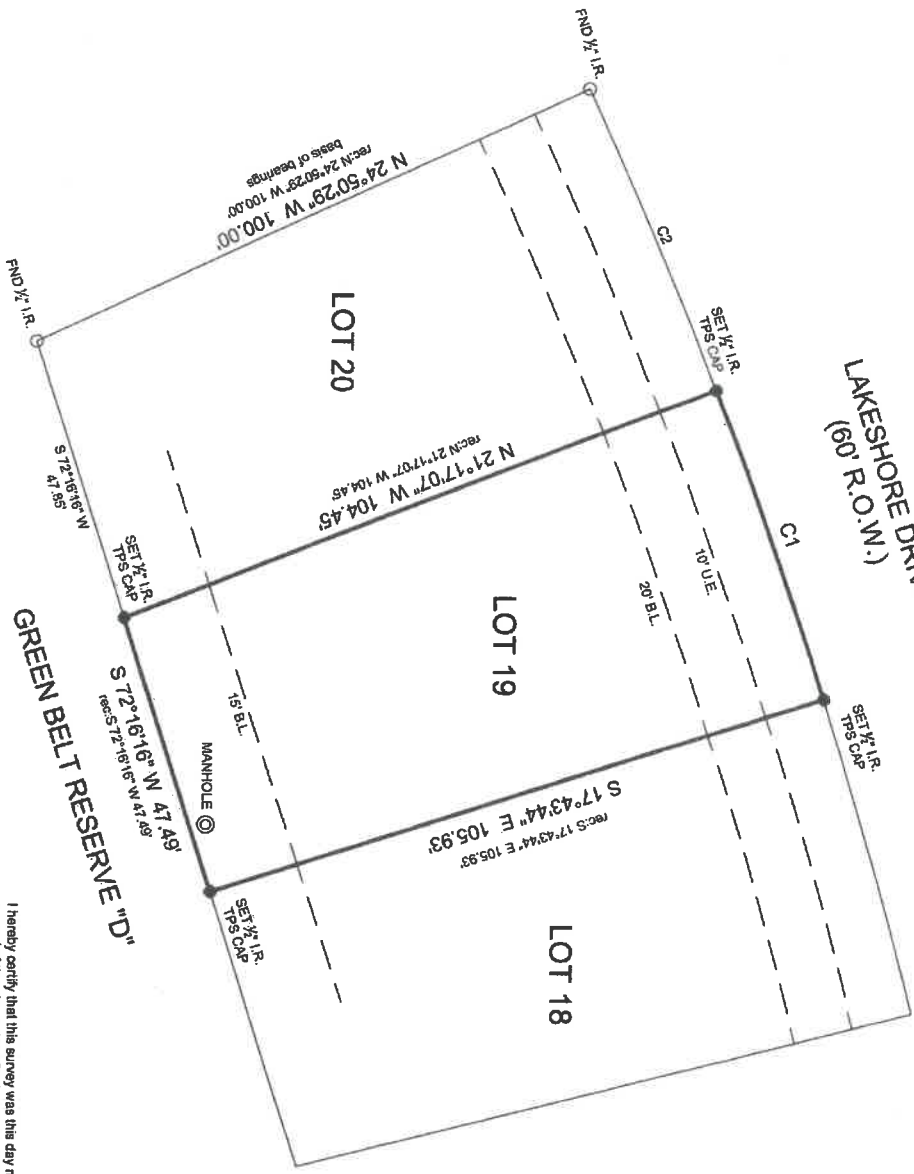 LAKESHORE
(60' R.O.W.)
FND ½" I.R.
C2
SET ½" I.R.
TPS CAP
C1
SET ½" I.R.
TPS CAP
10' U.E.
20' B.L.
N 24°50'29" W 100.00'
rec:N 24°50'29" W 100.00'
basis of bearings
LOT 20
N 21°17'07" W 104.45'
rec:N 21°17'07" W 104.45'
LOT 19
S 17°43'44" E 105.93'
rec:S 17°43'44" E 105.93'
LOT 18
FND ½" I.R.
S 72°16'16" W
47.85'
SET ½" I.R.
TPS CAP
15' B.L.
MANHOLE
S 72°16'16" W 47.49'
rec:S 72°16'16" W 47.49'
SET ½" I.R.
TPS CAP
GREEN BELT RESERVE "D"
I hereby certify that this survey was this day